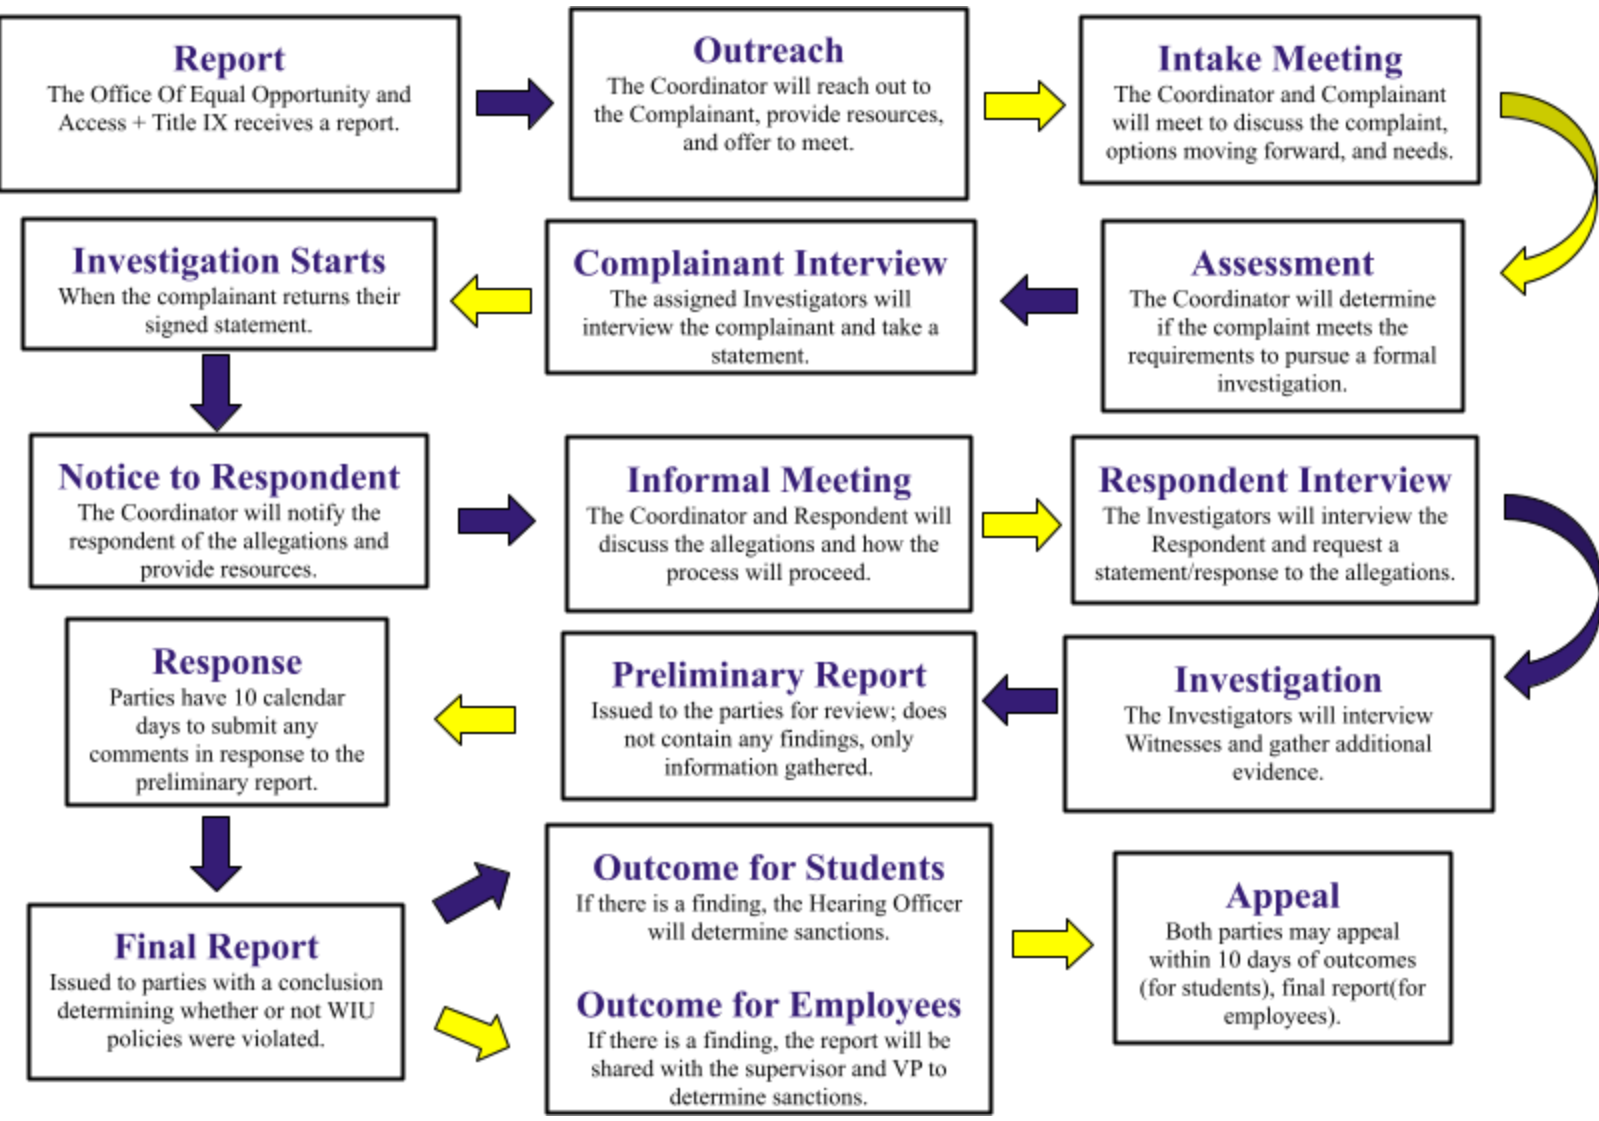 Report
The Office Of Equal Opportunity and
Access + Title IX receives a report.
Outreach
The Coordinator will reach out to
the Complainant, provide resources,
and offer to meet.
Intake Meeting
The Coordinator and Complainant
will meet to discuss the complaint,
options moving forward, and needs.
Assessment
The Coordinator will determine
if the complaint meets the
requirements to pursue a formal
investigation.
Complainant Interview
The assigned Investigators will
interview the complainant and take a
statement.
Investigation Starts
When the complainant returns their
signed statement.
Notice to Respondent
The Coordinator will notify the
respondent of the allegations and
provide resources.
Informal Meeting
The Coordinator and Respondent will
discuss the allegations and how the
process will proceed.
Respondent Interview
The Investigators will interview the
Respondent and request a
statement/response to the allegations.
Investigation
The Investigators will interview
Witnesses and gather additional
evidence.
Preliminary Report
Issued to the parties for review; does
not contain any findings, only
information gathered.
Response
Parties have 10 calendar
days to submit any
comments in response to the
preliminary report.
Final Report
Issued to parties with a conclusion
determining whether or not WIU
policies were violated.
Outcome for Students
If there is a finding, the Hearing Officer
will determine sanctions.
Outcome for Employees
If there is a finding, the report will be
shared with the supervisor and VP to
determine sanctions.
Appeal
Both parties may appeal
within 10 days of outcomes
(for students), final report(for
employees).